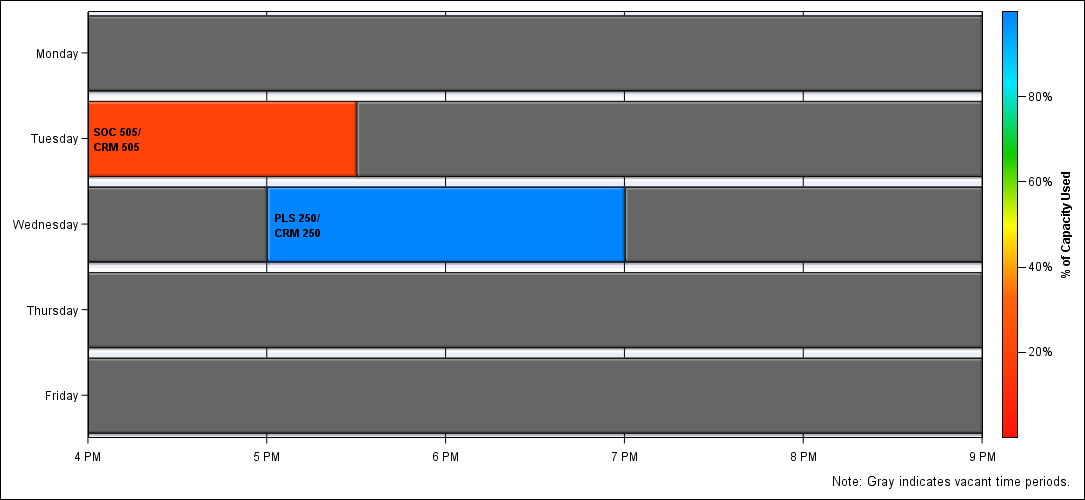 Monday
Tuesday
SOC 505/
CRM 505
Wednesday
PLS 250/
CRM 250
Thursday
Friday
4 PM
5 PM
6 PM
7 PM
8 PM
9 PM
80%
60%
40%
20%
% of Capacity Used
Note: Gray indicates vacant time periods.